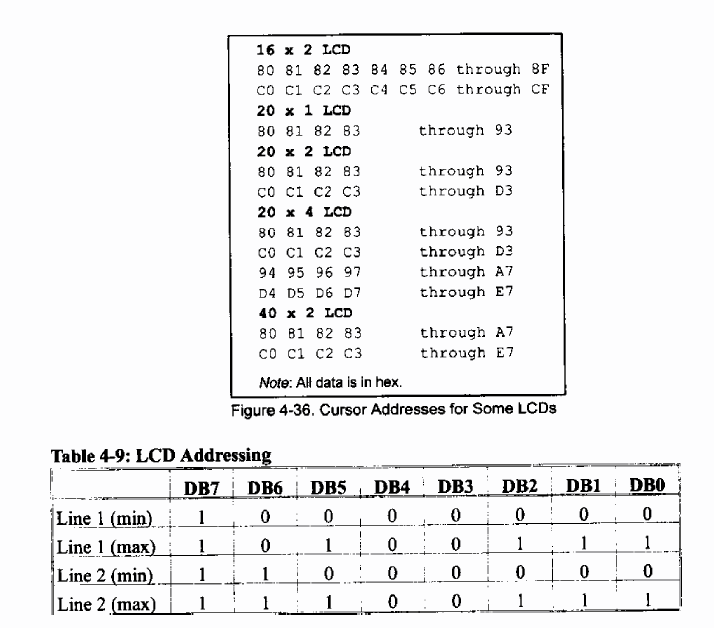 16 x 2 LCD
80 81 82 83 84 85 86 through 8F
C0 C1 C2 C3 C4 C5 C6 through CF
20 x 1 LCD
80 81 82 83 through 93
20 x 2 LCD
80 81 82 83 through 93
C0 C1 C2 C3 through D3
20 x 4 LCD
80 81 82 83 through 93
C0 C1 C2 C3 through D3
94 95 96 97 through A7
D4 D5 D6 D7 through E7
40 x 2 LCD
80 81 82 83 through A7
C0 C1 C2 C3 through E7
Note: All data is in hex.
Figure 4-36. Cursor Addresses for Some LCDs
Table 4-9: LCD Addressing
DB7 DB6 DB5 DB4 DB3 DB2 DB1 DB0
Line 1 (min) 1 0 0 0 0 0 0 0
Line 1 (max) 1 0 1 0 0 1 1 1
Line 2 (min) 1 1 0 0 0 0 0 0
Line 2 (max) 1 1 1 0 0 1 1 1